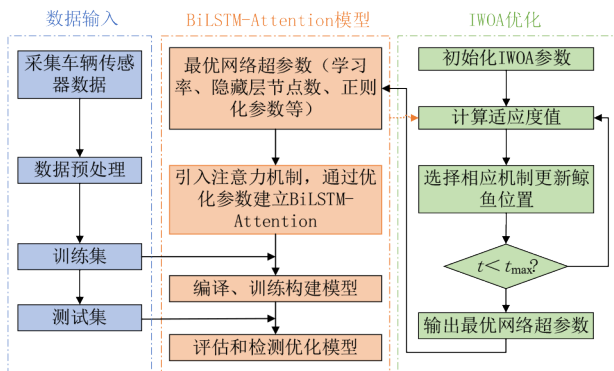 数据输入
采集车辆传感
器数据
数据预处理
训练集
测试集
BiLSTM-Attention模型
最优网络超参数（学习
率、隐藏层节点数、正则
化参数等）
引入注意力机制，通过优
化参数建立BiLSTM-
Attention
编译、训练构建模型
评估和检测优化模型
IWOA优化
初始化IWOA参数
计算适应度值
选择相应机制更新鲸
鱼位置
t＜tmax?
输出最优网络超参数